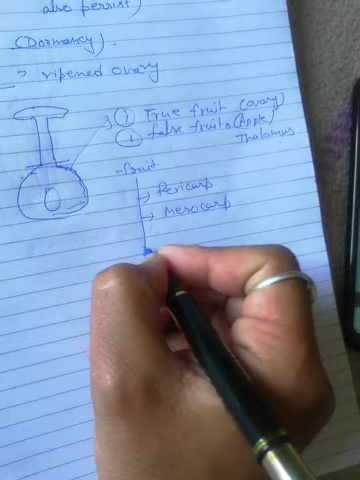 also persist)
(Dormancy).
→ ripened ovary
① True fruit (ovary)
② false fruits (Apple)
Thalamus
fruit
→ Pericarp
→ Mesocarp